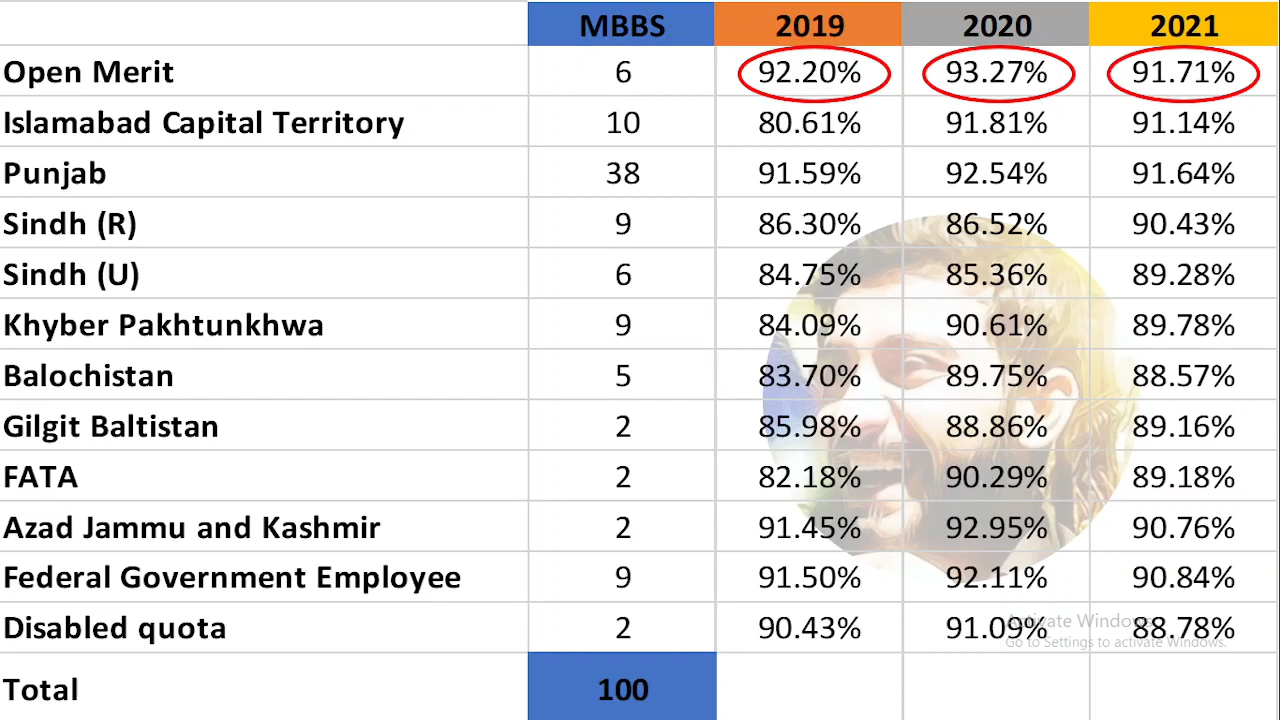 MBBS 2019 2020 2021
Open Merit 6 92.20% 93.27% 91.71%
Islamabad Capital Territory 10 80.61% 91.81% 91.14%
Punjab 38 91.59% 92.54% 91.64%
Sindh (R) 9 86.30% 86.52% 90.43%
Sindh (U) 6 84.75% 85.36% 89.28%
Khyber Pakhtunkhwa 9 84.09% 90.61% 89.78%
Balochistan 5 83.70% 89.75% 88.57%
Gilgit Baltistan 2 85.98% 88.86% 89.16%
FATA 2 82.18% 90.29% 89.18%
Azad Jammu and Kashmir 2 91.45% 92.95% 90.76%
Federal Government Employee 9 91.50% 92.11% 90.84%
Disabled quota 2 90.43% 91.09% 88.78%
Activate Windows
Go to Settings to activate Windows.
Total 100